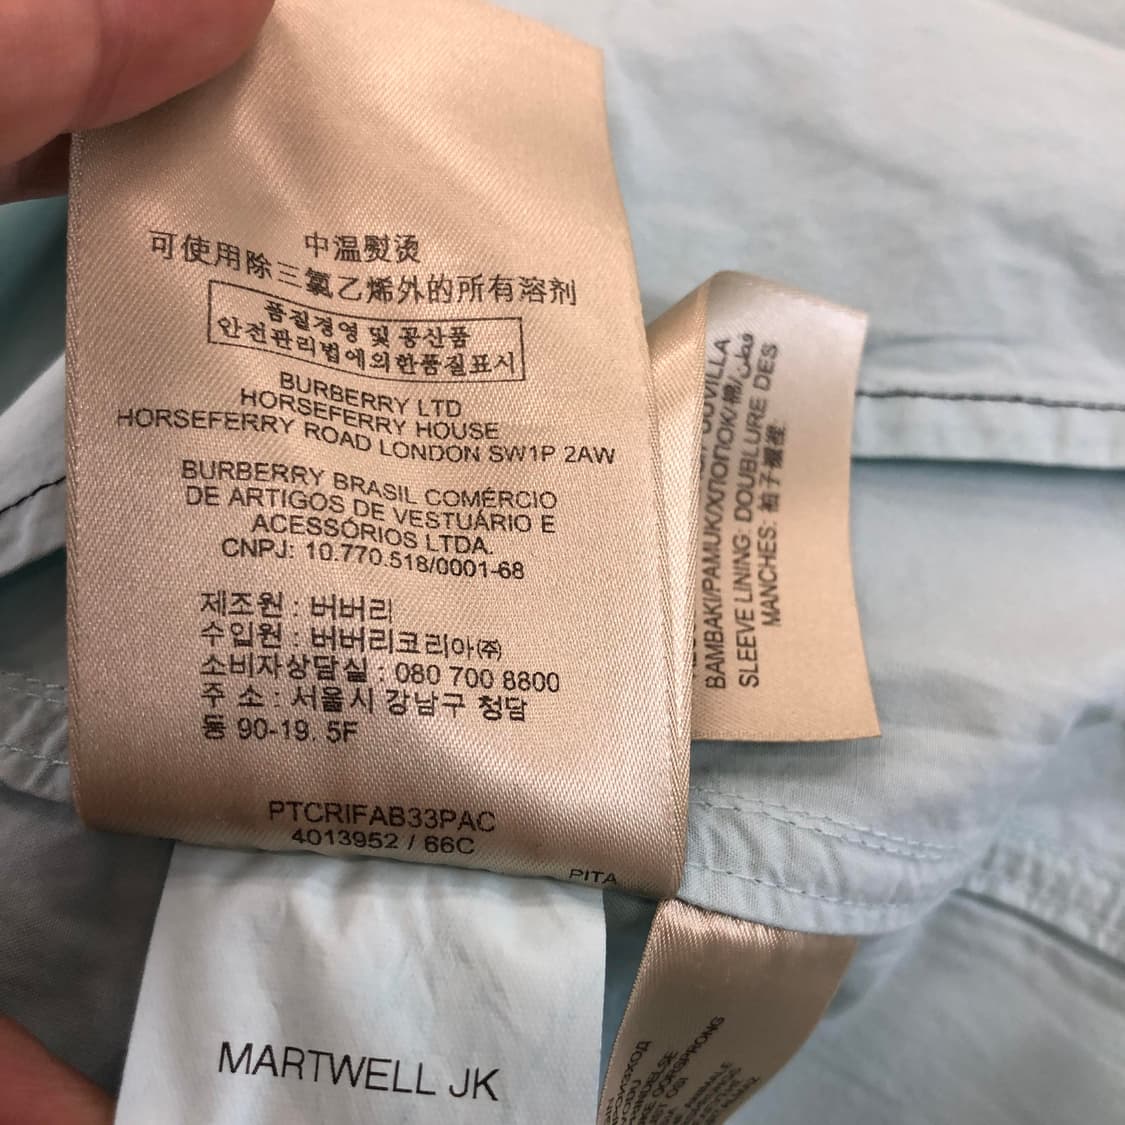 中温熨烫
可使用除三氯乙烯外的所有溶剂
품질경영 및 공산품
안전관리법에의한품질표시
BURBERRY LTD
HORSEFERRY HOUSE
HORSEFERRY ROAD LONDON SW1P 2AW
BURBERRY BRASIL COMÉRCIO
DE ARTIGOS DE VESTUÁRIO E
ACESSÓRIOS LTDA.
CNPJ: 10.770.518/0001-68
제조원 : 버버리
수입원 : 버버리코리아㈜
소비자상담실 : 080 700 8800
주 소 : 서울시 강남구 청담
동 90-19. 5F
PTCRIFAB33PAC
4013952 / 66C
PITA
MARTWELL JK
BAMBAKI/PAMUK/ХЛОПОК/棉/قطن
SLEEVE LINING: DOUBLURE DES
MANCHES: 袖子襯裡: